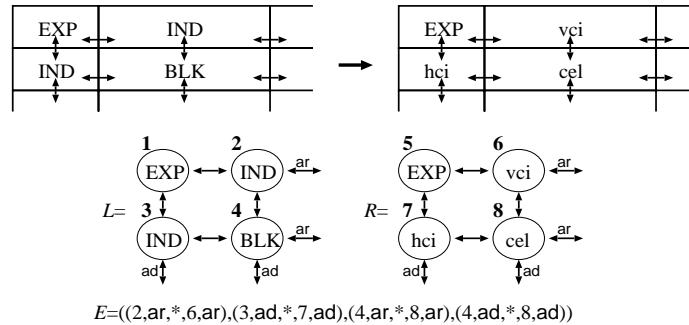 EXP IND EXP vci
IND BLK hci cel
1 2 5 6
EXP IND ar EXP vci ar
L= 3 4 R= 7 8
IND BLK ar hci cel ar
ad ad ad ad
E=((2,ar,*,6,ar),(3,ad,*,7,ad),(4,ar,*,8,ar),(4,ad,*,8,ad))